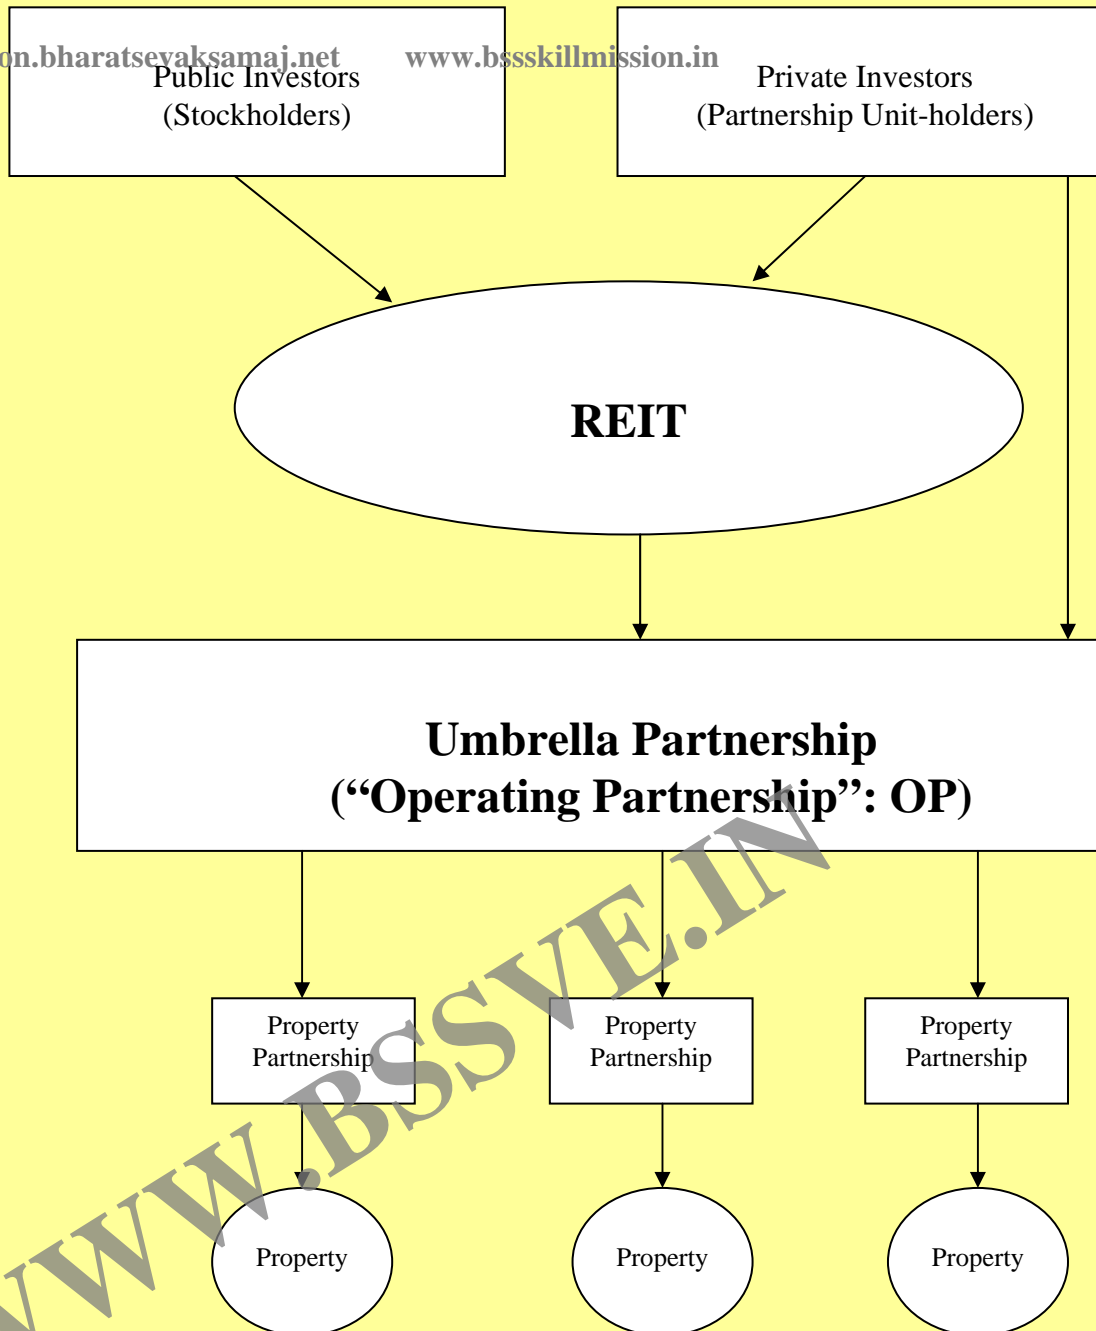 on.bharatsevaksamaj.net www.bssskillmission.in
Public Investors
(Stockholders)
Private Investors
(Partnership Unit-holders)
REIT
Umbrella Partnership
(“Operating Partnership”: OP)
Property
Partnership
Property
Partnership
Property
Partnership
Property
Property
Property
WWW.BSSVE.IN